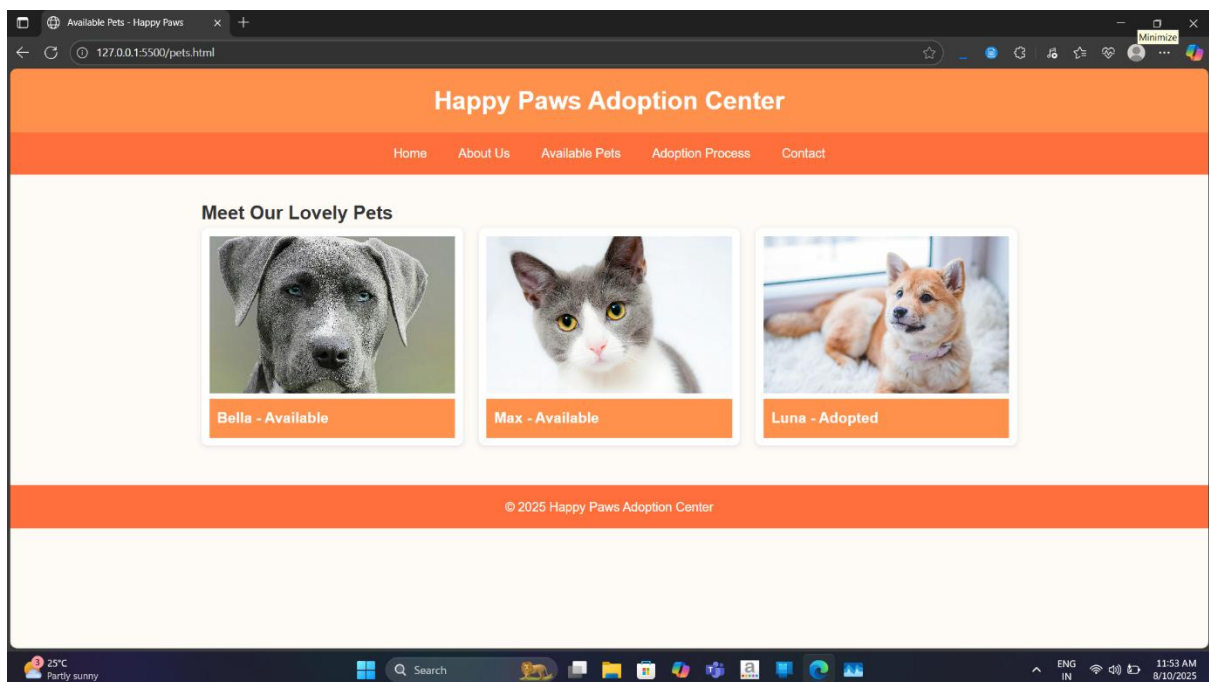 Available Pets - Happy Paws
Minimize
127.0.0.1:5500/pets.html
Happy Paws Adoption Center
Home About Us Available Pets Adoption Process Contact
Meet Our Lovely Pets
Bella - Available
Max - Available
Luna - Adopted
© 2025 Happy Paws Adoption Center
3
25°C
Partly sunny
Search
a
ENG
IN
11:53 AM
8/10/2025